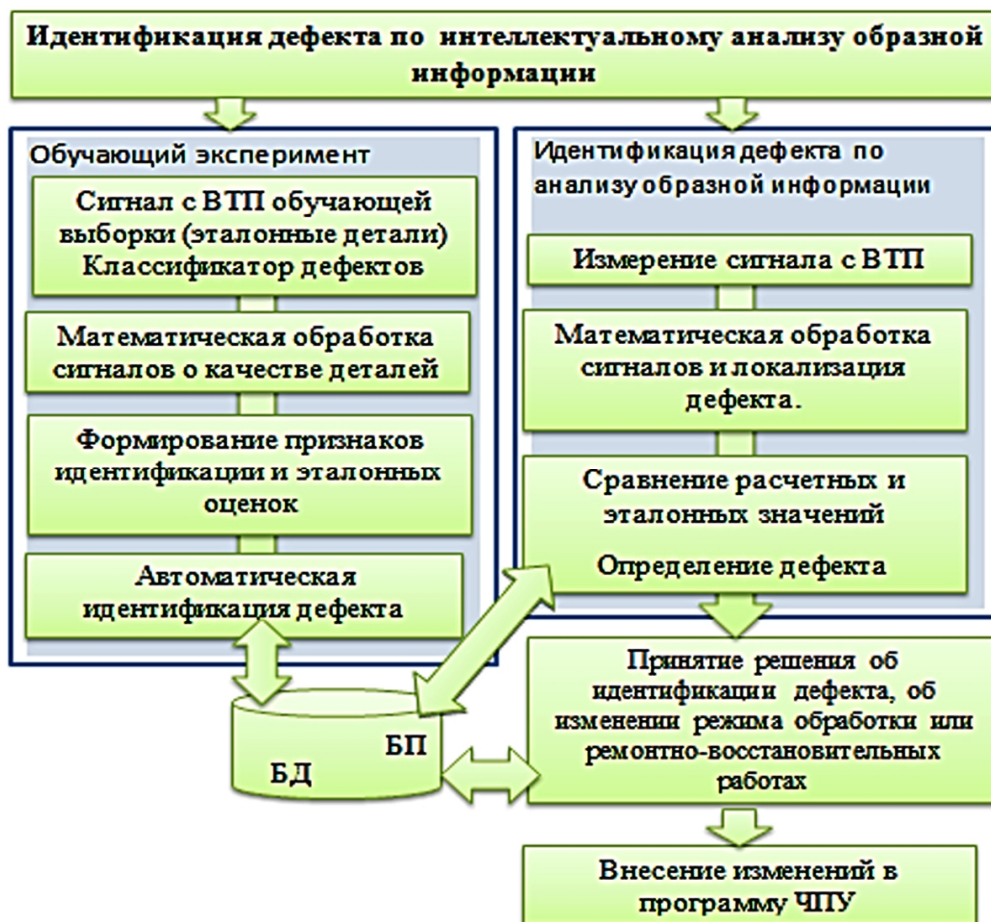 Идентификация дефекта по интеллектуальному анализу образной
информации
Обучающий эксперимент
Сигнал с ВТП обучающей
выборки (эталонные детали)
Классификатор дефектов
Математическая обработка
сигналов о качестве деталей
Формирование признаков
идентификации и эталонных
оценок
Автоматическая
идентификация дефекта
Идентификация дефекта по
анализу образной информации
Измерение сигнала с ВТП
Математическая обработка
сигналов и локализация
дефекта.
Сравнение расчетных и
эталонных значений
Определение дефекта
БП
БД
Принятие решения об
идентификации дефекта, об
изменении режима обработки или
ремонтно-восстановительных
работах
Внесение изменений в
программу ЧПУ